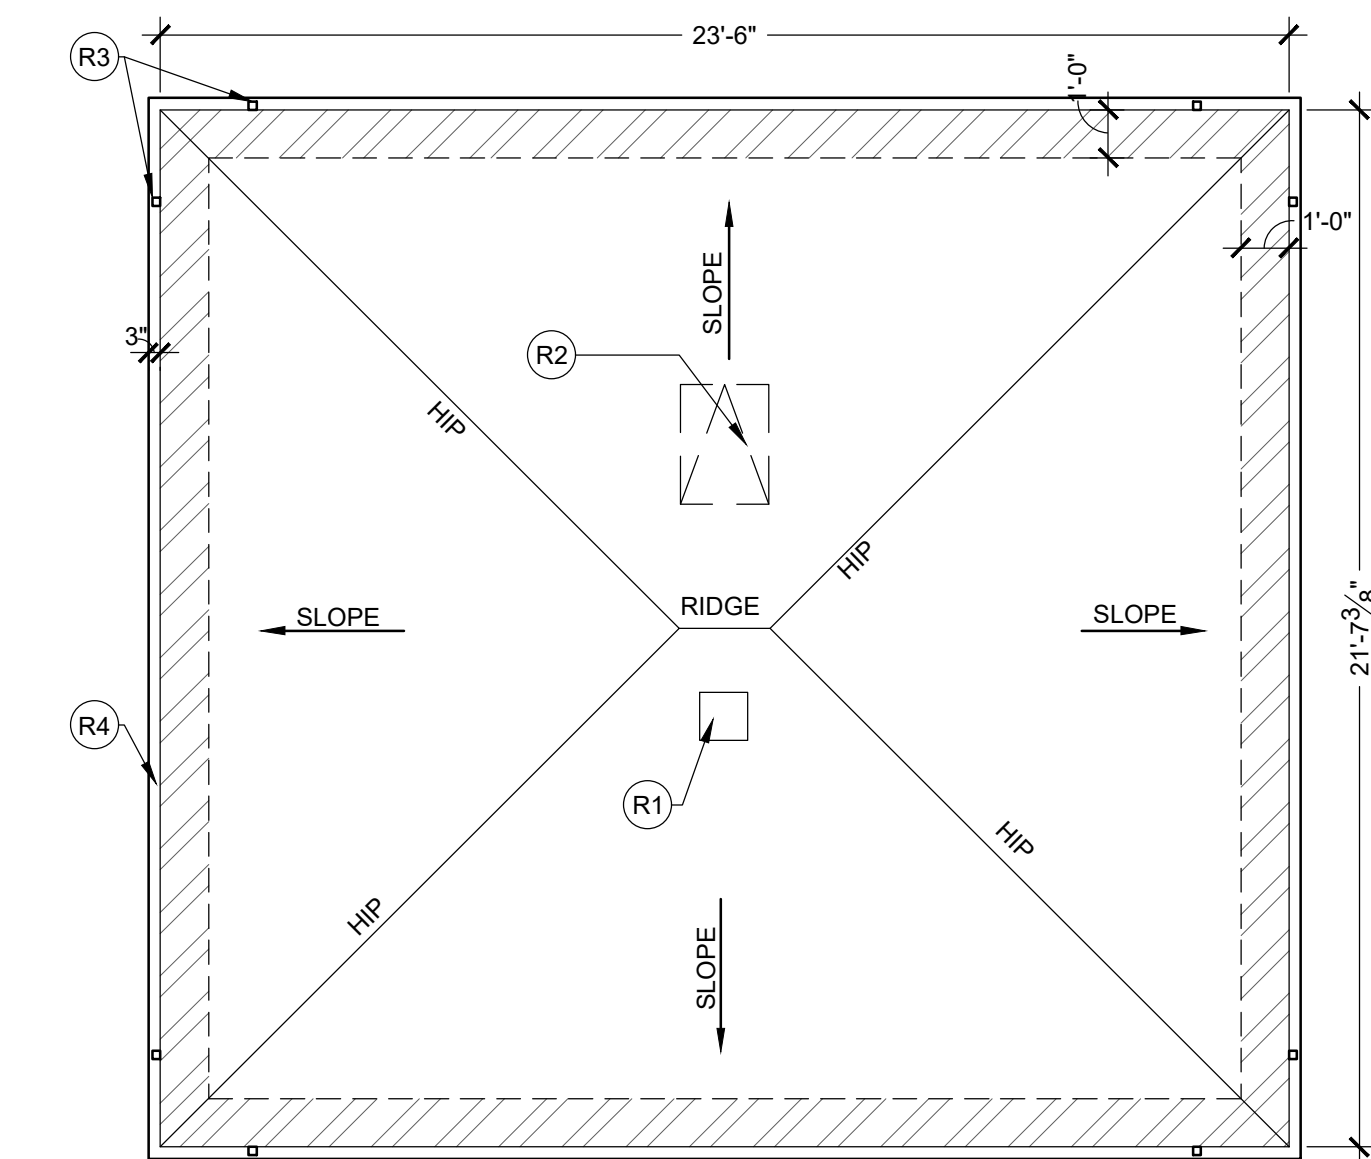 23'-6"
R3
1'-0"
1'-0"
SLOPE
3"
R2
HIP
HIP
RIDGE
SLOPE
SLOPE
21'-7 3/8"
R4
R1
HIP
HIP
SLOPE